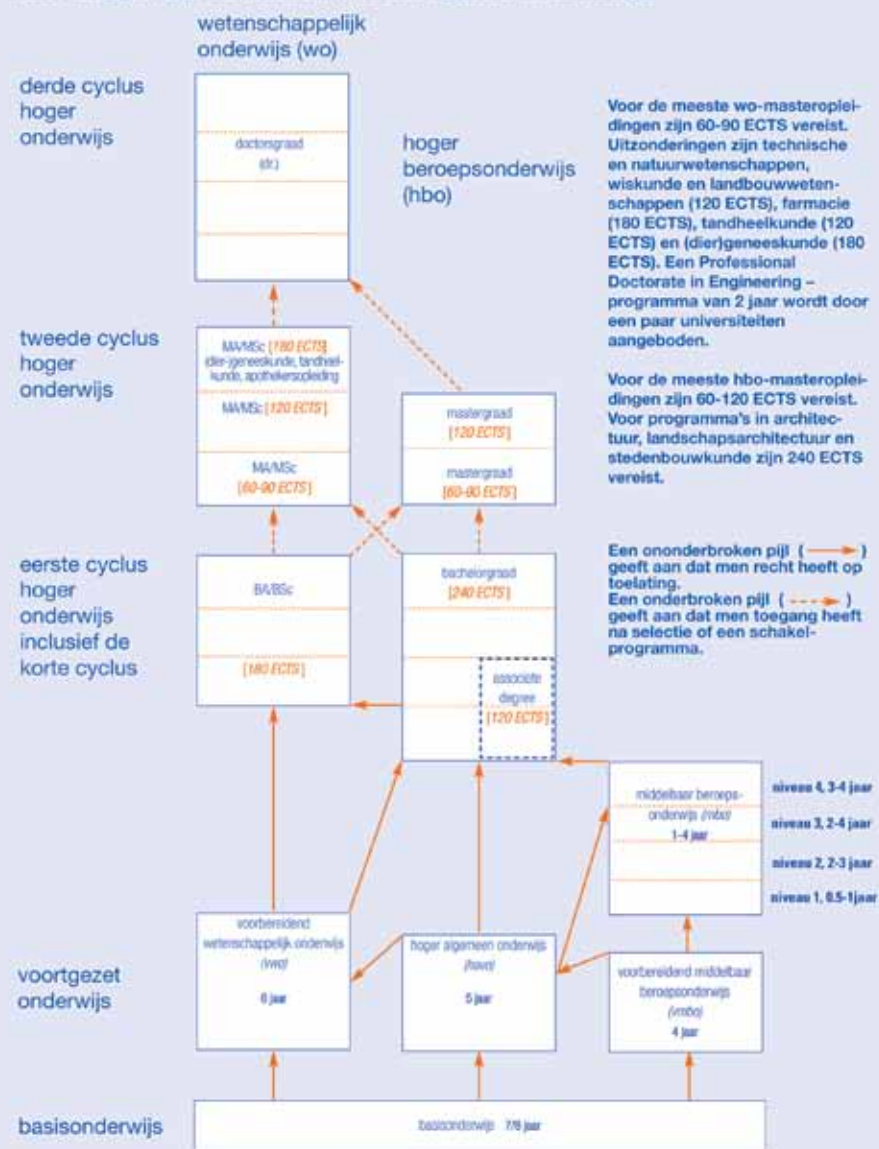 wetenschappelijk
onderwijs (wo)
derde cyclus
hoger
onderwijs
doctorsgraad
(dr.)
hoger
beroepsonderwijs
(hbo)
Voor de meeste wo-masteroplei-
dingen zijn 60-90 ECTS vereist.
Uitzonderingen zijn technische
en natuurwetenschappen,
wiskunde en landbouwweten-
schappen (120 ECTS), farmacie
(180 ECTS), tandheelkunde (120
ECTS) en (dier)geneeskunde (180
ECTS). Een Professional
Doctorate in Engineering –
programma van 2 jaar wordt door
een paar universiteiten
aangeboden.
tweede cyclus
hoger
onderwijs
MA/MSc [180 ECTS]
(dier-)geneeskunde, tandheel-
kunde, apothekersopleiding
MA/MSc [120 ECTS]
MA/MSc
[60-90 ECTS]
mastergraad
[120 ECTS]
mastergraad
[60-90 ECTS]
Voor de meeste hbo-masteroplei-
dingen zijn 60-120 ECTS vereist.
Voor programma's in architec-
tuur, landschapsarchitectuur en
stedenbouwkunde zijn 240 ECTS
vereist.
eerste cyclus
hoger
onderwijs
inclusief de
korte cyclus
BA/BSc
[180 ECTS]
bachelorgraad
[240 ECTS]
associate
degree
[120 ECTS]
Een ononderbroken pijl ( )
geeft aan dat men recht heeft op
toelating.
Een onderbroken pijl ( )
geeft aan dat men toegang heeft
na selectie of een schakel-
programma.
middelbaar beroeps-
onderwijs (mbo)
1-4 jaar
niveau 4, 3-4 jaar
niveau 3, 2-4 jaar
niveau 2, 2-3 jaar
niveau 1, 0.5-1jaar
voortgezet
onderwijs
voorbereidend
wetenschappelijk onderwijs
(vwo)
6 jaar
hoger algemeen onderwijs
(havo)
5 jaar
voorbereidend middelbaar
beroepsonderwijs
(vmbo)
4 jaar
basisonderwijs
basisonderwijs 7/8 jaar